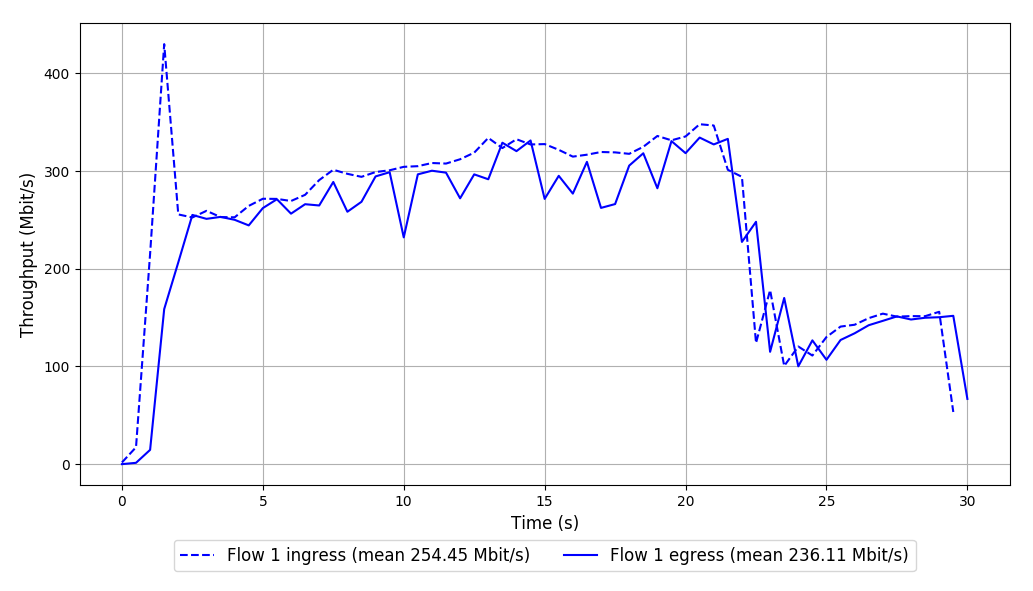 Throughput (Mbit/s)
400
300
200
100
0
0 5 10 15 20 25 30
Time (s)
Flow 1 ingress (mean 254.45 Mbit/s) Flow 1 egress (mean 236.11 Mbit/s)